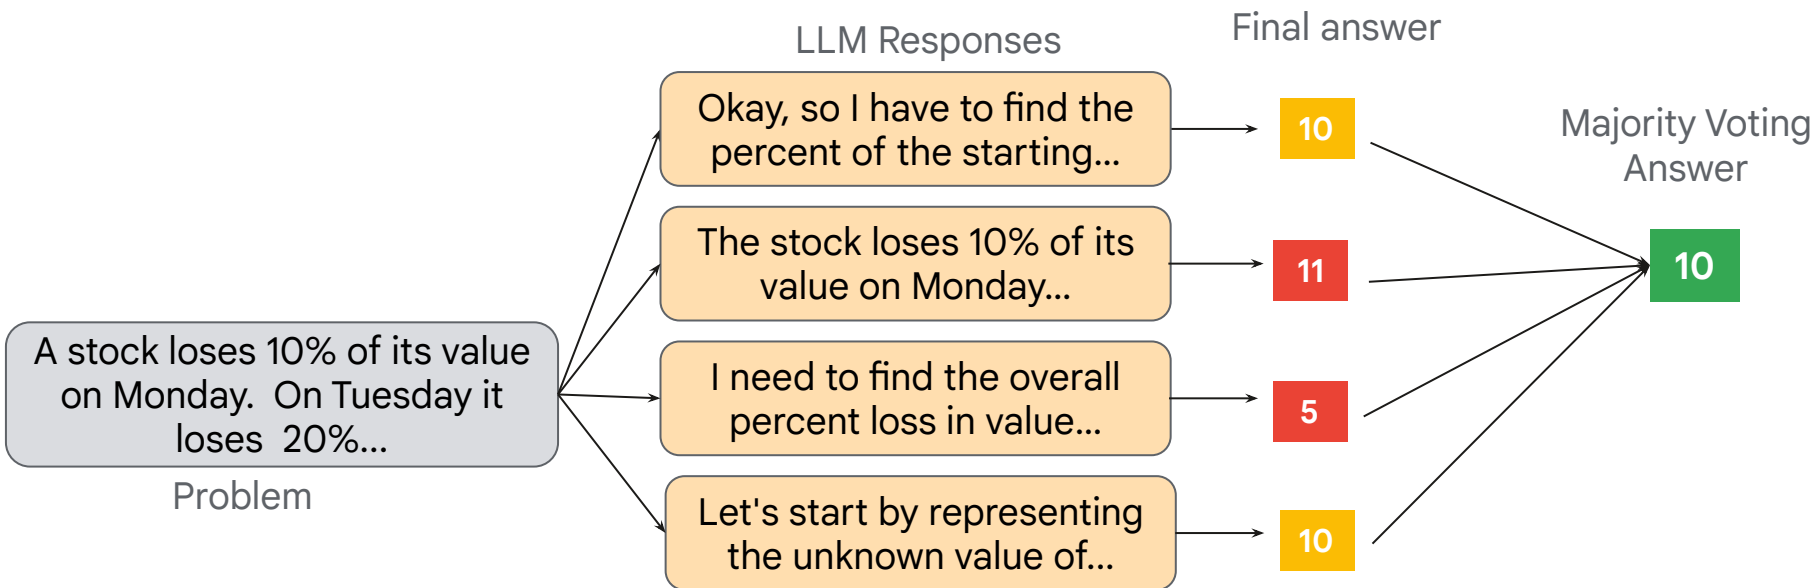 LLM Responses
Final answer
Majority Voting
Answer
Okay, so I have to find the
percent of the starting...
10
The stock loses 10% of its
value on Monday...
11
10
A stock loses 10% of its value
on Monday.  On Tuesday it
loses  20%...
Problem
I need to find the overall
percent loss in value...
5
Let's start by representing
the unknown value of...
10